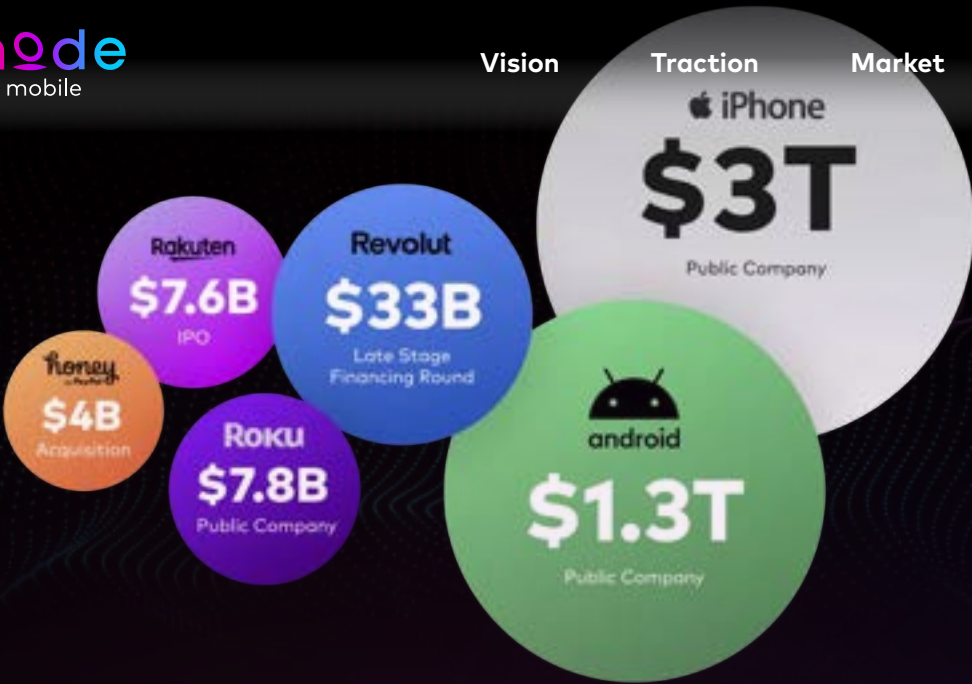 node
mobile
Vision
Traction
Market
iPhone
$3T
Public Company
Rakuten
$7.6B
IPO
Revolut
$33B
Late Stage
Financing Round
honey
$4B
Acquisition
Roku
$7.8B
Public Company
android
$1.3T
Public Company